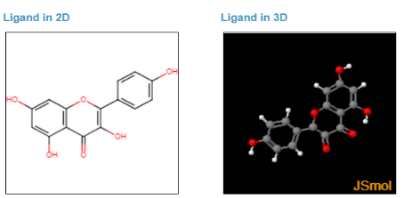 Ligand in 2D
Ligand in 3D
OH
HO
O
OH
OH
O
JSmol